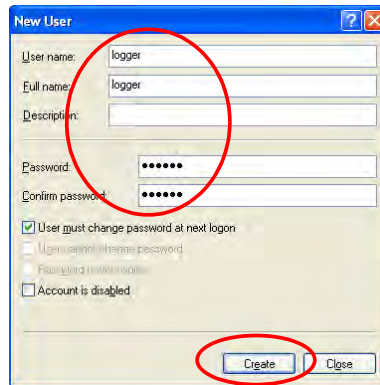 New User
User name: logger
Full name: logger
Description:
Password: ●●●●●●
Confirm password: ●●●●●●
User must change password at next logon
User cannot change password
Password never expires
Account is disabled
Create Close